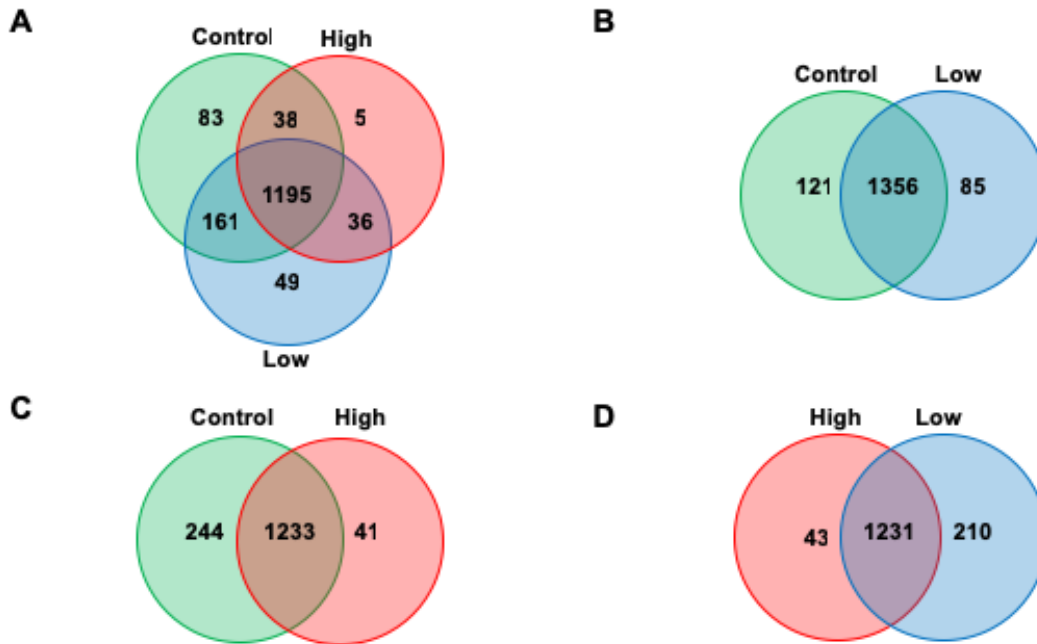 A
Control High
83 38 5
1195
161 36
49
Low
B
Control Low
121 1356 85
C
Control High
244 1233 41
D
High Low
43 1231 210